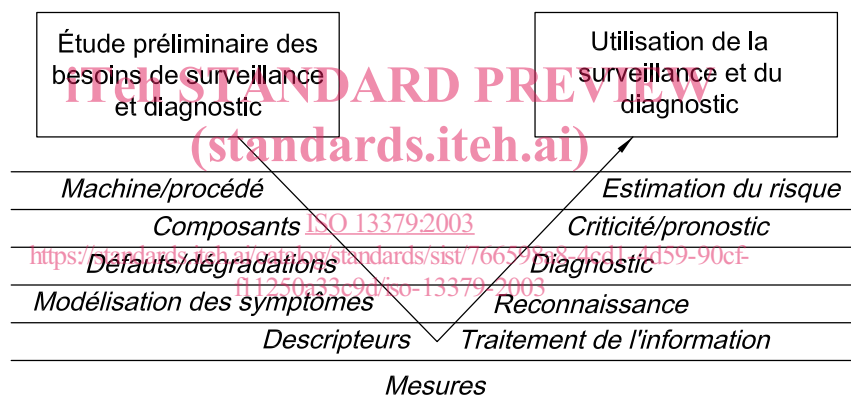 Étude préliminaire des
besoins de surveillance
et diagnostic
Utilisation de la
surveillance et du
diagnostic
iTeh STANDARD PREVIEW
(standards.iteh.ai)
Machine/procédé
Estimation du risque
Composants
ISO 13379:2003
Criticité/pronostic
https://standards.iteh.ai/catalog/standards/sist/766598a8-4cd1-4d59-90cf-
Défauts/dégradations
Diagnostic
f11250a33c9d/iso-13379-2003
Modélisation des symptômes
Reconnaissance
Descripteurs
Traitement de l'information
Mesures